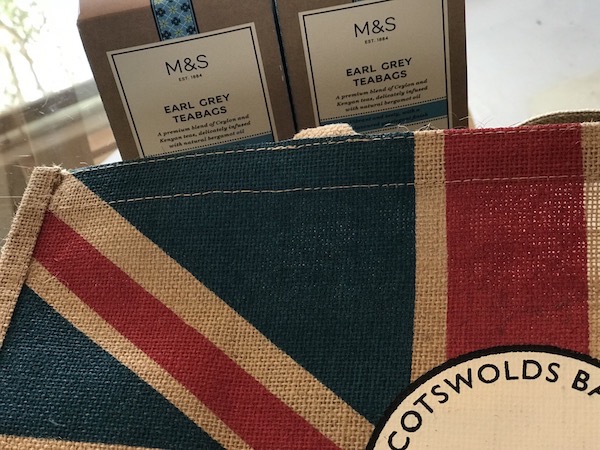 M&S
EST. 1884
EARL GREY
TEABAGS
A premium blend of Ceylon and
Kenyan teas, delicately infused
with natural bergamot oil
M&S
EST. 1884
EARL GREY
TEABAGS
A premium blend of Ceylon and
Kenyan teas, delicately infused
with natural bergamot oil
COTSWOLDS BA